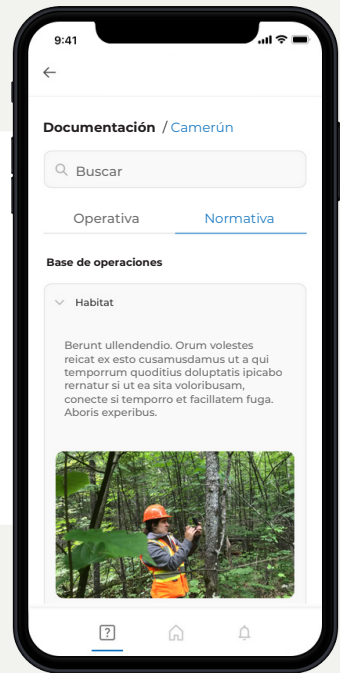 9:41
Documentación / Camerún
Buscar
Operativa Normativa
Base de operaciones
Habitat
Berunt ullendendio. Orum volestes
reicat ex esto cusamusdamus ut a qui
temporrum quoditius doluptatis ipicabo
rernatur si ut ea sita voloribusam,
conecte si temporro et facillatem fuga.
Aboris experibus.
?